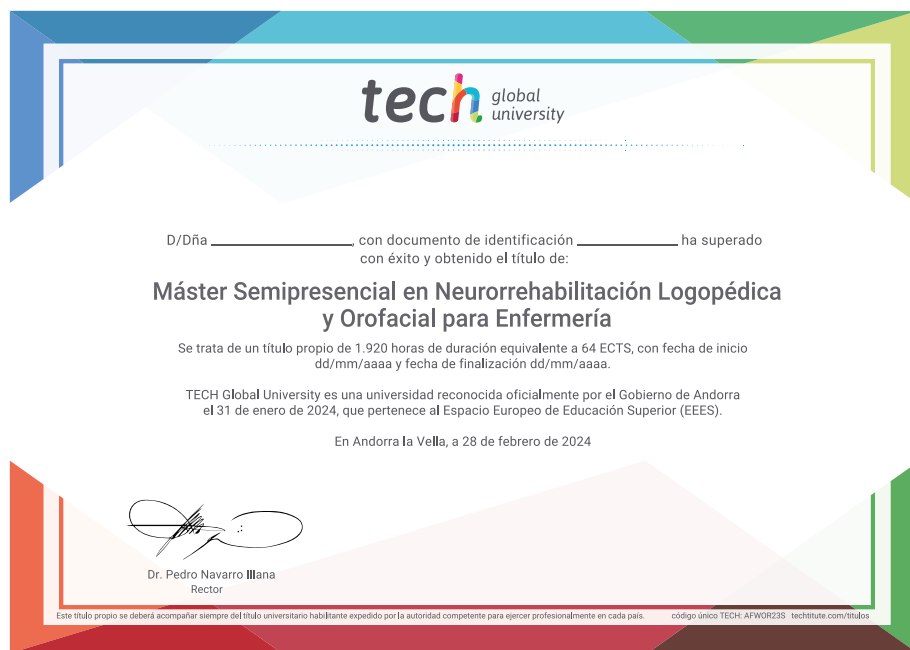 tech global university
D/Dña ____________________, con documento de identificación ______________ ha superado
con éxito y obtenido el título de:
Máster Semipresencial en Neurorrehabilitación Logopédica
y Orofacial para Enfermería
Se trata de un título propio de 1.920 horas de duración equivalente a 64 ECTS, con fecha de inicio
dd/mm/aaaa y fecha de finalización dd/mm/aaaa.
TECH Global University es una universidad reconocida oficialmente por el Gobierno de Andorra
el 31 de enero de 2024, que pertenece al Espacio Europeo de Educación Superior (EEES).
En Andorra la Vella, a 28 de febrero de 2024
Dr. Pedro Navarro Illana
Rector
Este título propio se deberá acompañar siempre del título universitario habilitante expedido por la autoridad competente para ejercer profesionalmente en cada país. código único TECH: AFWOR23S techtitute.com/titulos